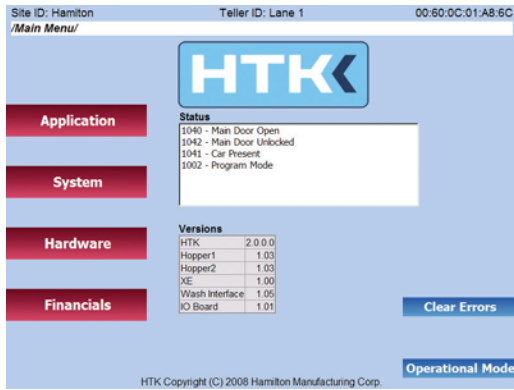 Site ID: Hamiton Teller ID: Lane 1 00:60:0C:01:A8:6C
/Main Menu/
HTK
Application
System
Hardware
Financials
Status
1040 - Main Door Open
1042 - Main Door Unlocked
1041 - Car Present
1002 - Program Mode
Versions
HTK 2.0.0.0
Hopper1 1.03
Hopper2 1.03
XE 1.00
Wash Interface 1.05
IO Board 1.01
Clear Errors
Operational Mode
HTK Copyright (C) 2008 Hamilton Manufacturing Corp.